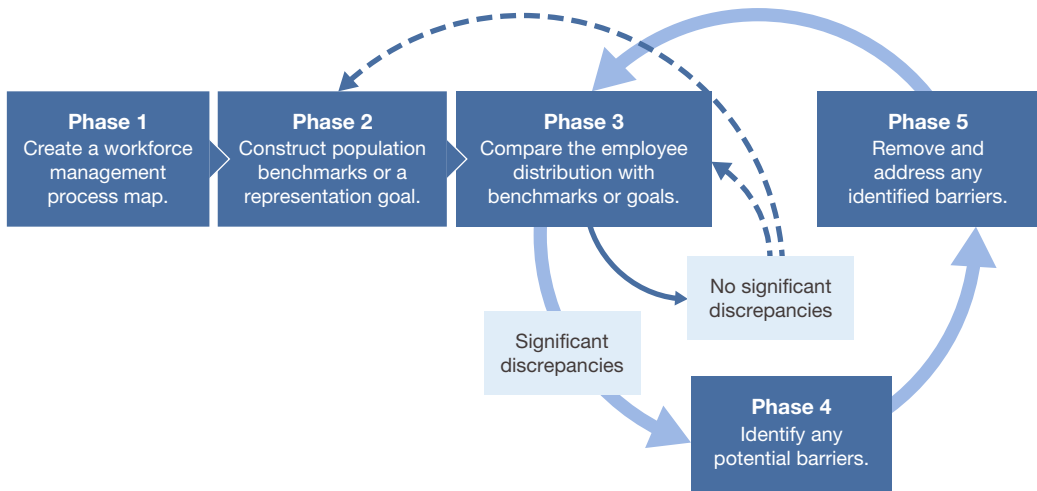 Phase 1
Create a workforce
management
process map.
Phase 2
Construct population
benchmarks or a
representation goal.
Phase 3
Compare the employee
distribution with
benchmarks or goals.
Phase 5
Remove and
address any
identified barriers.
No significant
discrepancies
Significant
discrepancies
Phase 4
Identify any
potential barriers.